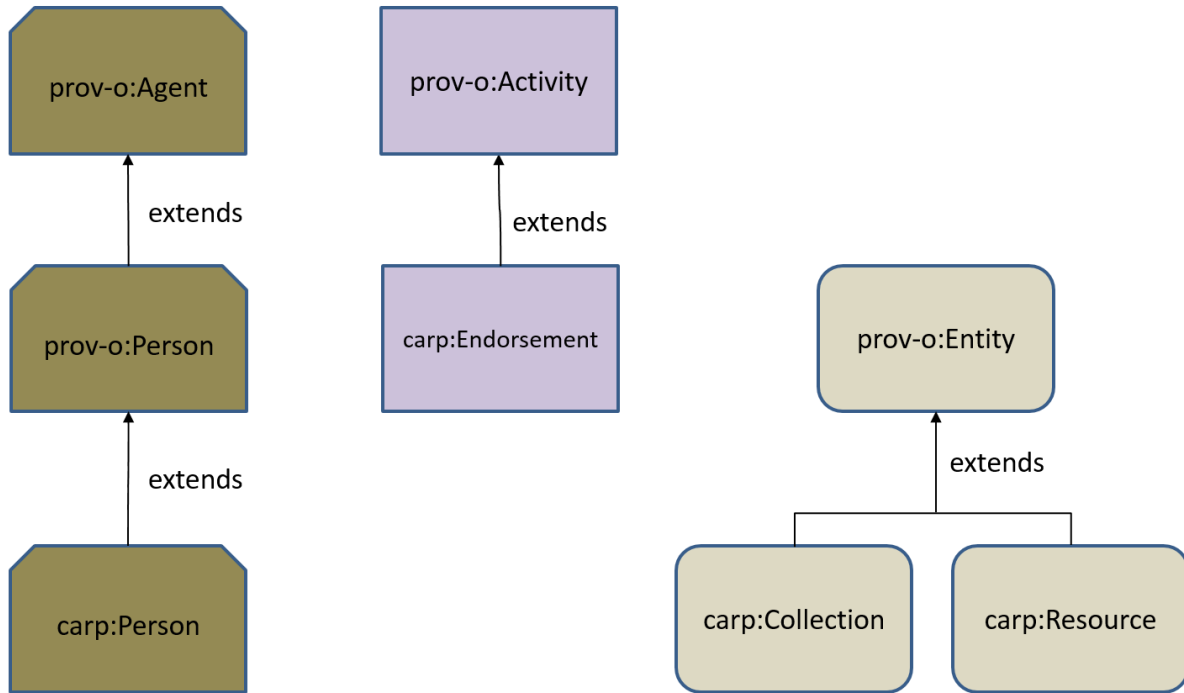 prov-o:Agent
prov-o:Activity
extends
extends
prov-o:Person
carp:Endorsement
prov-o:Entity
extends
extends
carp:Person
carp:Collection
carp:Resource